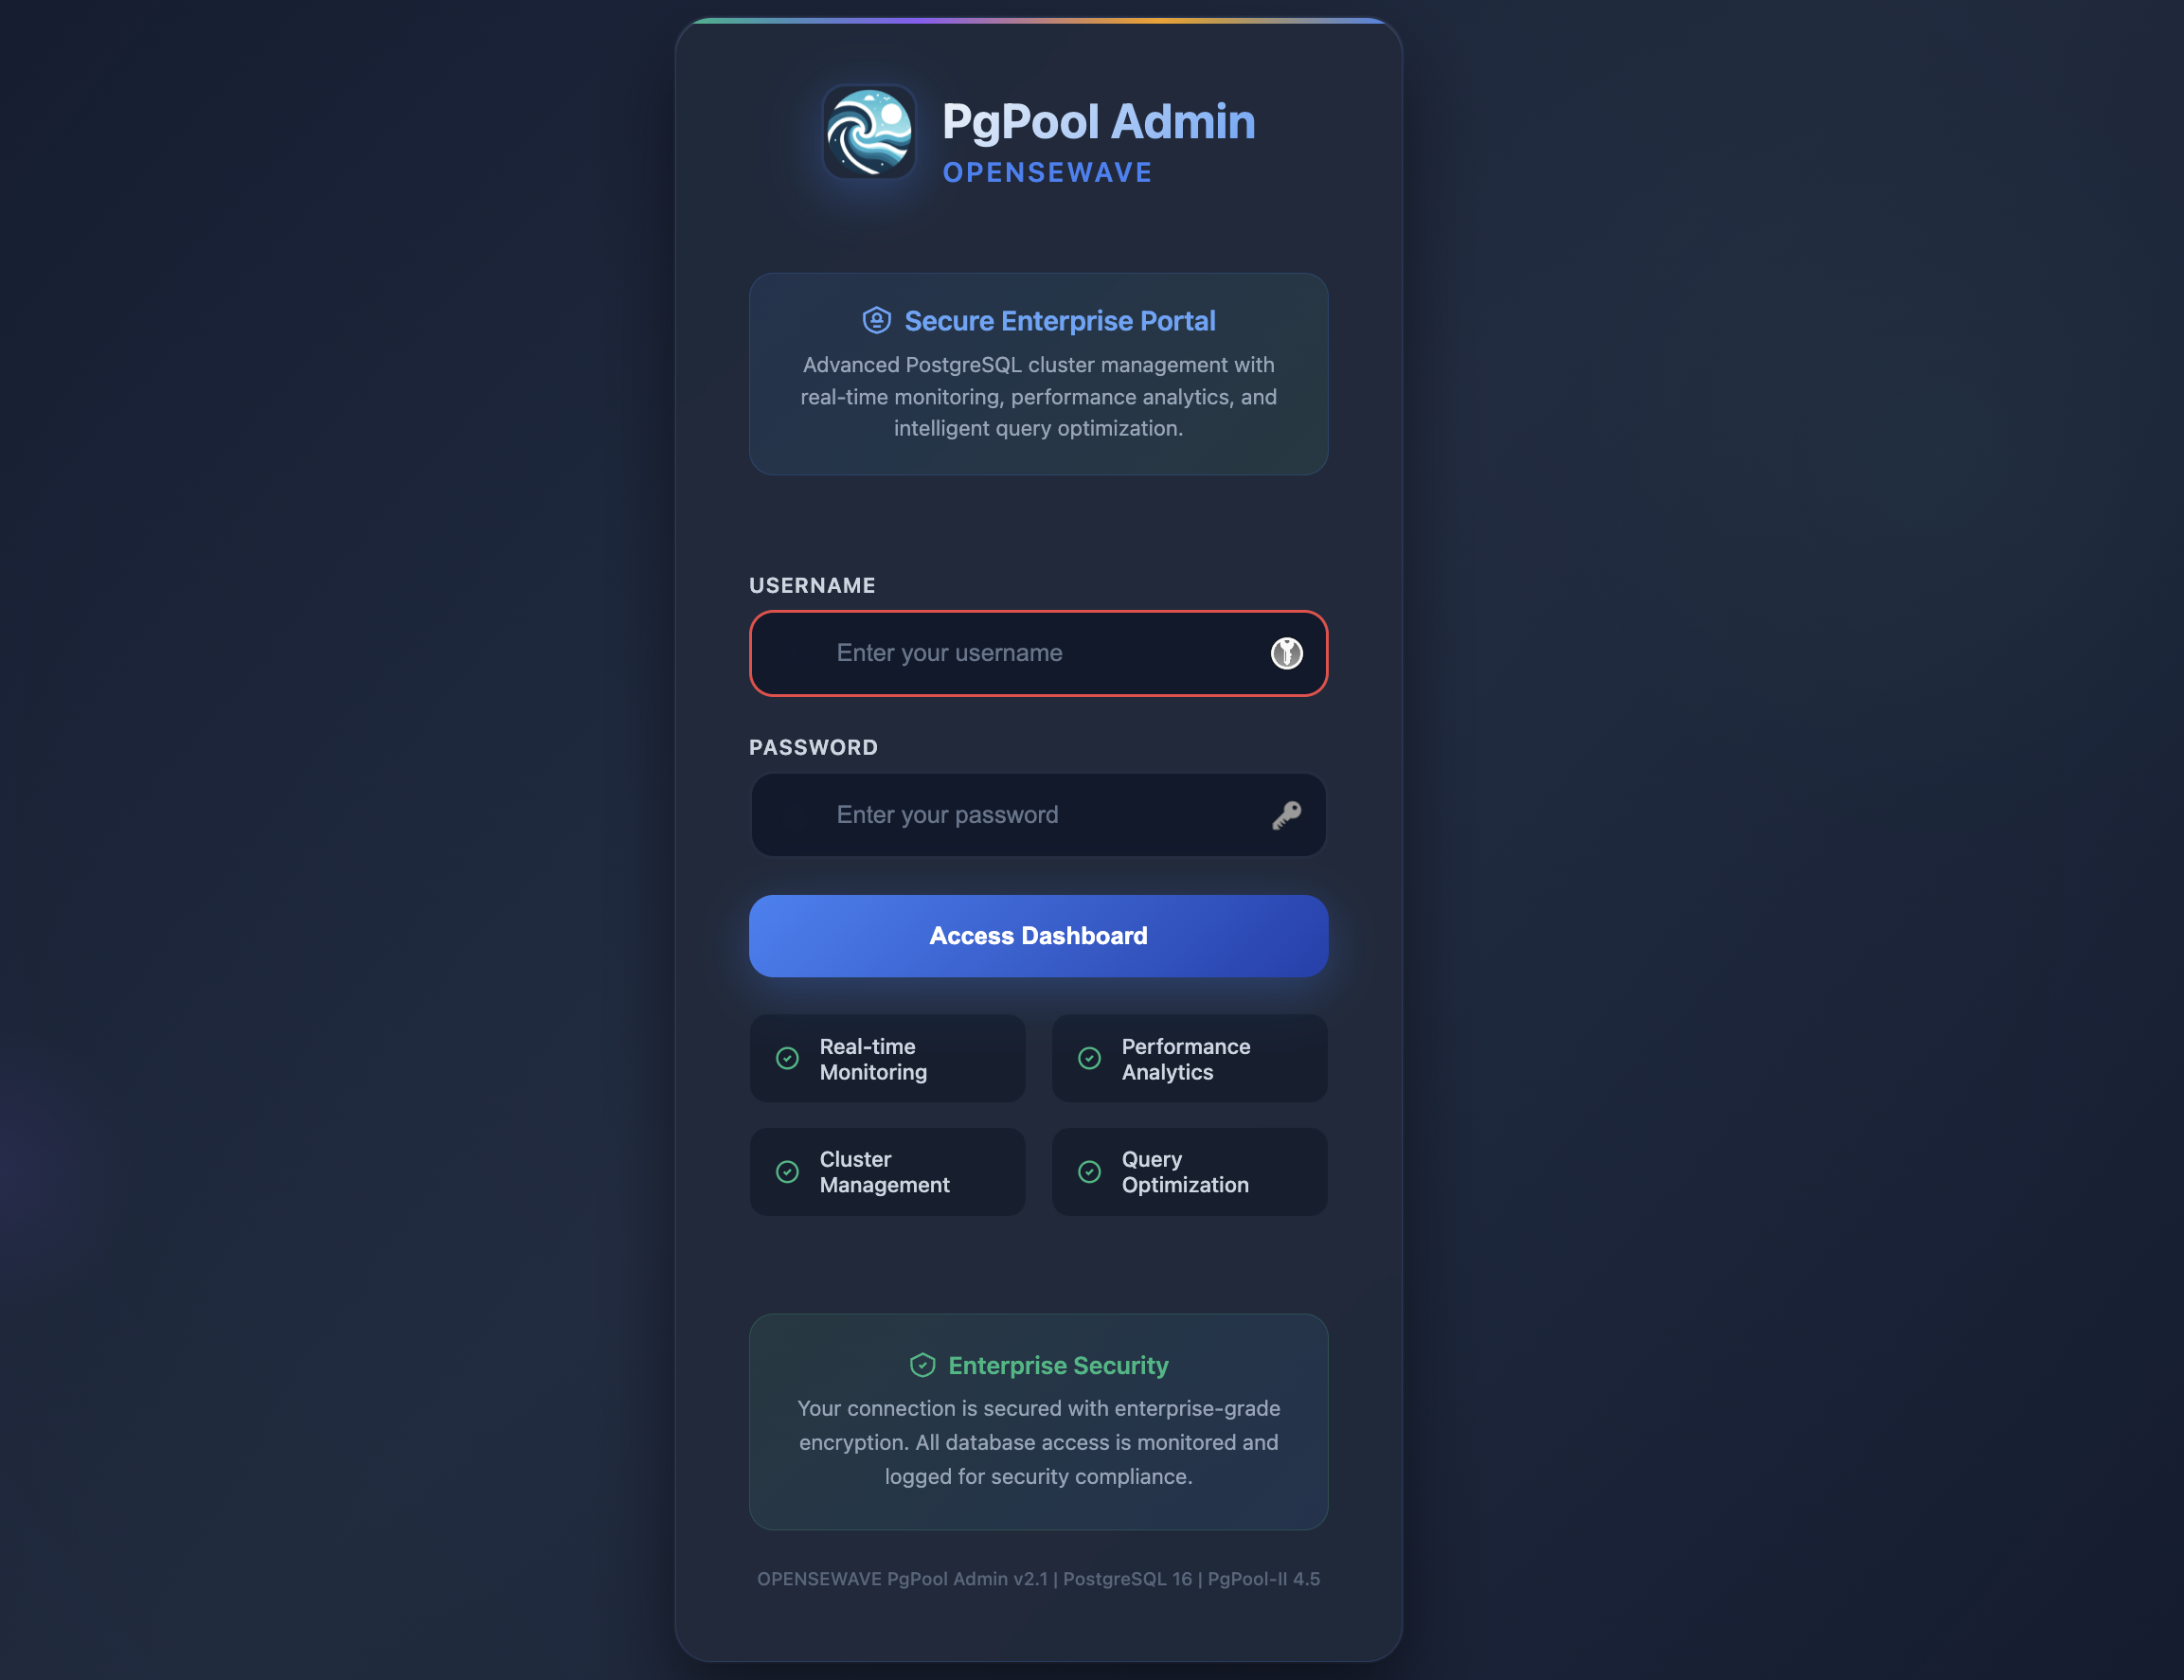 PgPool Admin
OPENSEWAVE
Secure Enterprise Portal
Advanced PostgreSQL cluster management with
real-time monitoring, performance analytics, and
intelligent query optimization.
USERNAME
Enter your username
PASSWORD
Enter your password
Access Dashboard
Real-time
Monitoring
Performance
Analytics
Cluster
Management
Query
Optimization
Enterprise Security
Your connection is secured with enterprise-grade
encryption. All database access is monitored and
logged for security compliance.
OPENSEWAVE PgPool Admin v2.1 | PostgreSQL 16 | PgPool-II 4.5